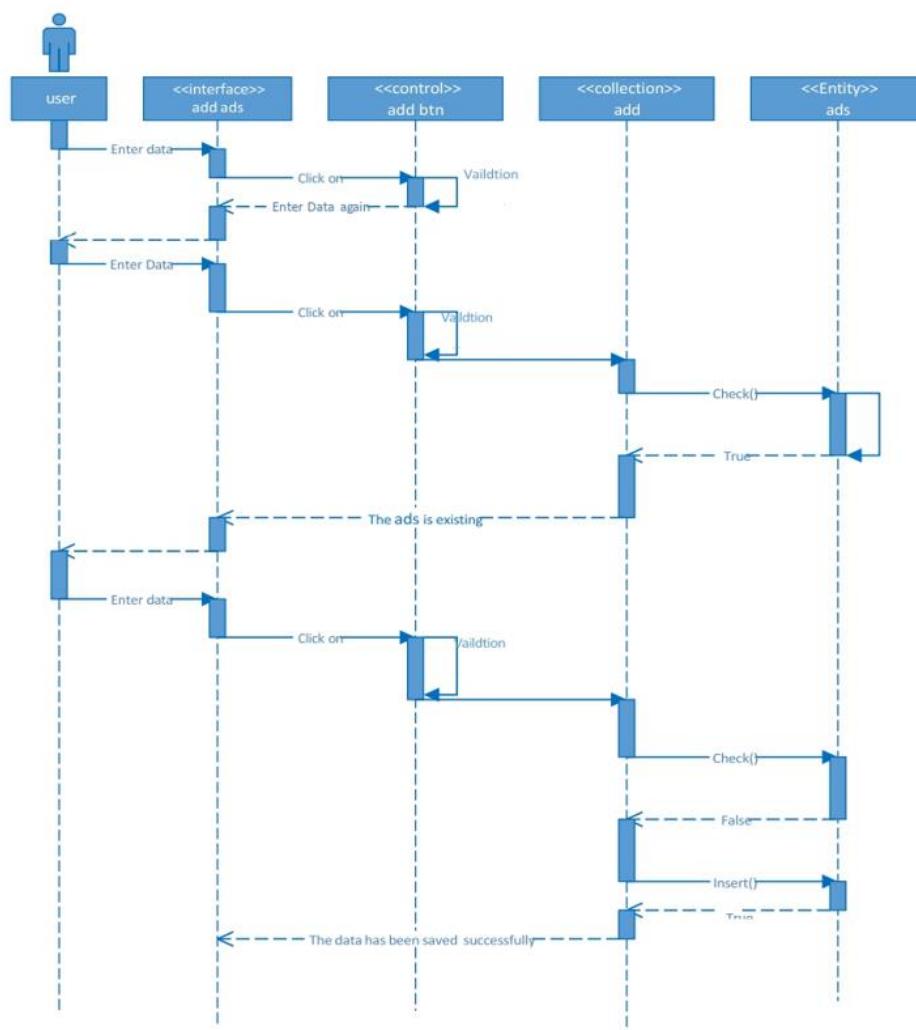 user
<<interface>>
add ads
<<control>>
add btn
<<collection>>
add
<<Entity>>
ads
Enter data
Click on
Vaildtion
Enter Data again
Enter Data
Click on
Vaildtion
Check()
True
The ads is existing
Enter data
Click on
Vaildtion
Check()
False
Insert()
True
The data has been saved successfully